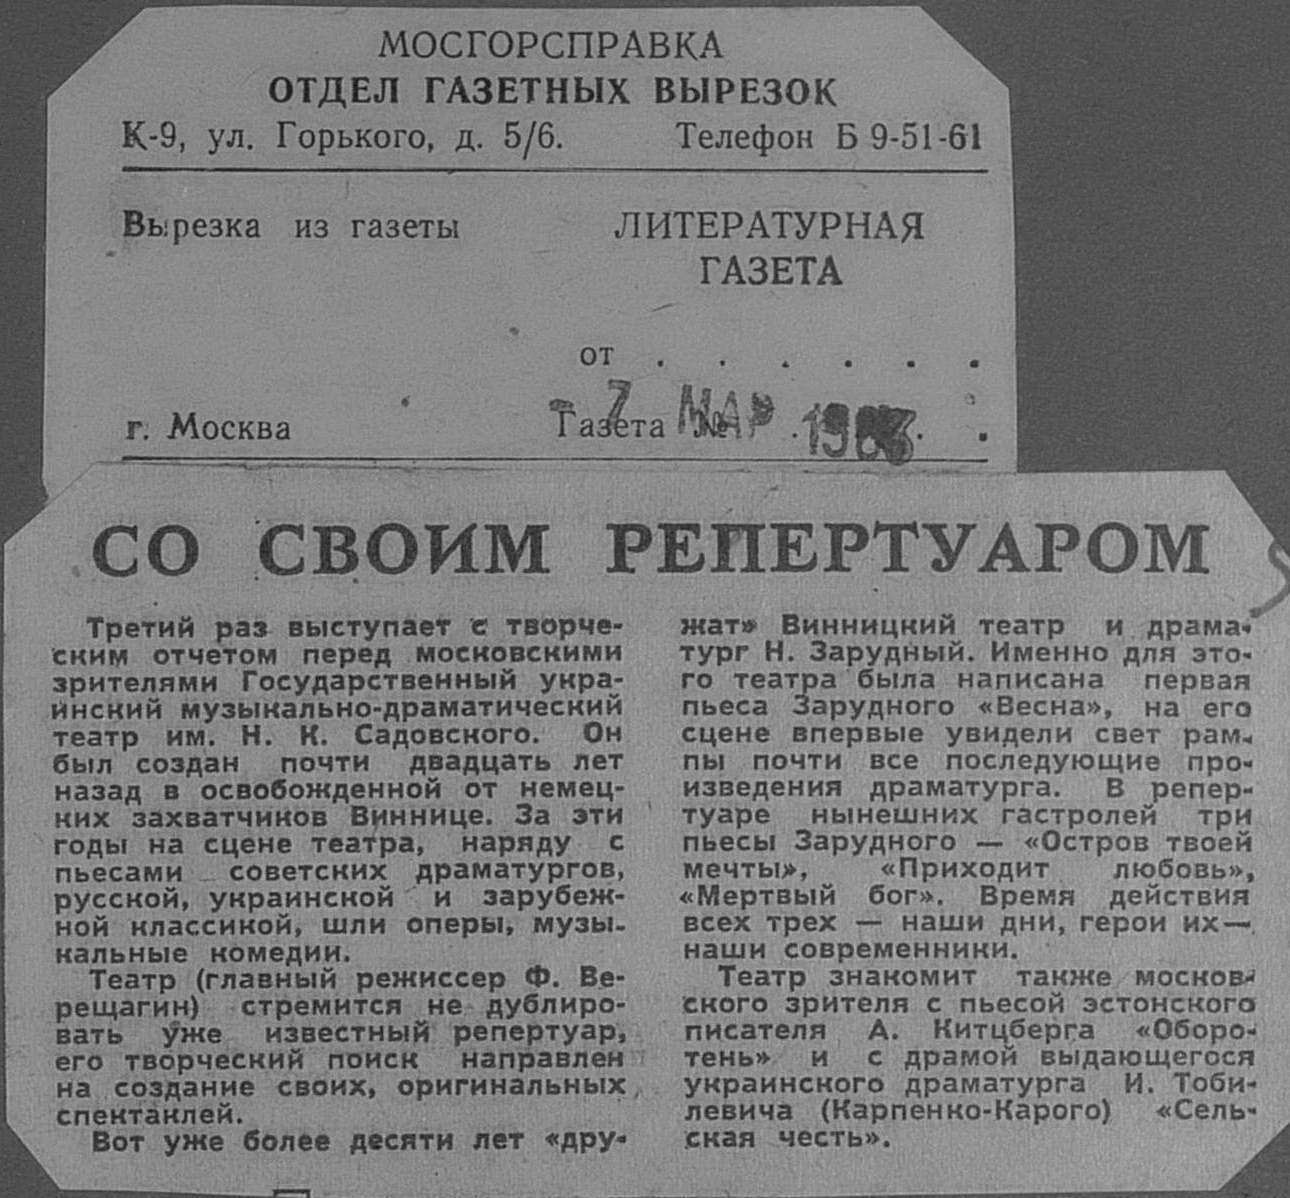 МОСГОРСПРАВКА
ОТДЕЛ ГАЗЕТНЫХ ВЫРЕЗОК
К-9, ул. Горького, д. 5/6. Телефон Б 9-51-61
Вырезка из газеты ЛИТЕРАТУРНАЯ
ГАЗЕТА
от . . . . . .
- 7 МАР
г. Москва Газета № . . .
СО СВОИМ РЕПЕРТУАРОМ
Третий раз выступает с творче-
ским отчетом перед московскими
зрителями Государственный укра-
инский музыкально-драматический
театр им. Н. К. Садовского. Он
был создан почти двадцать лет
назад в освобожденной от немец-
ких захватчиков Виннице. За эти
годы на сцене театра, наряду с
пьесами советских драматургов,
русской, украинской и зарубеж-
ной классикой, шли оперы, музы-
кальные комедии.
Театр (главный режиссер Ф. Ве-
рещагин) стремится не дублиро-
вать уже известный репертуар,
его творческий поиск направлен
на создание своих, оригинальных
спектаклей.
Вот уже более десяти лет «дру-
жат» Винницкий театр и драма-
тург Н. Зарудный. Именно для это-
го театра была написана первая
пьеса Зарудного «Весна», на его
сцене впервые увидели свет рам-
пы почти все последующие про-
изведения драматурга. В репер-
туаре нынешних гастролей три
пьесы Зарудного — «Остров твоей
мечты», «Приходит любовь»,
«Мертвый бог». Время действия
всех трех — наши дни, герои их —
наши современники.
Театр знакомит также москов-
ского зрителя с пьесой эстонского
писателя А. Китцберга «Оборо-
тень» и с драмой выдающегося
украинского драматурга И. Тоби-
левича (Карпенко-Карого) «Сель-
ская честь».